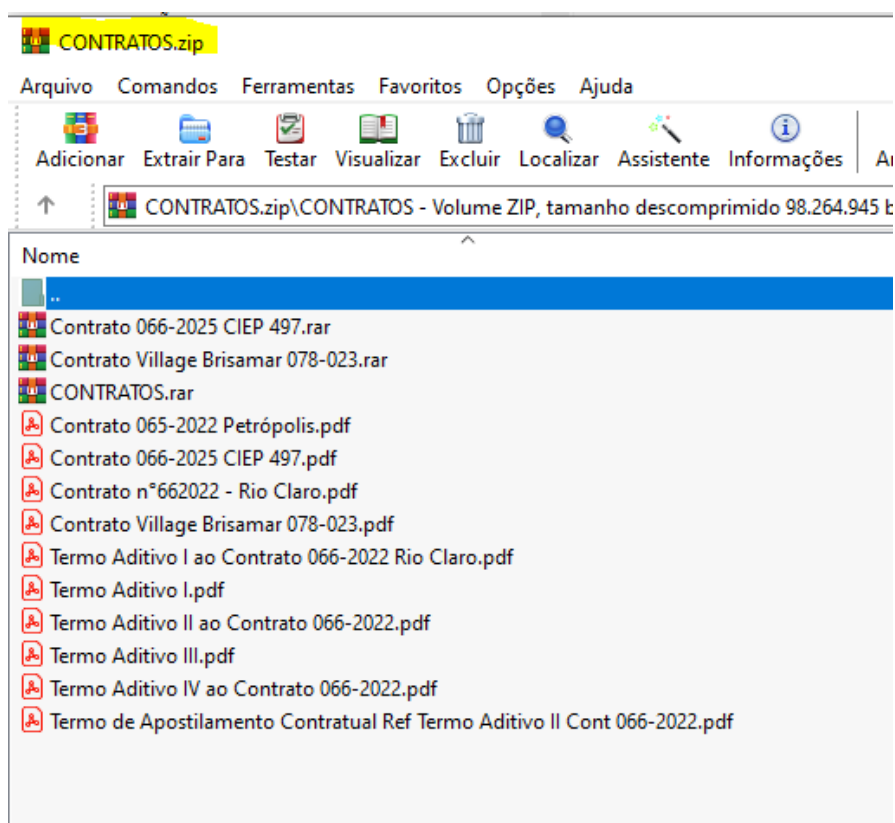 CONTRATOS.zip
Arquivo Comandos Ferramentas Favoritos Opções Ajuda
Adicionar Extrair Para Testar Visualizar Excluir Localizar Assistente Informações
CONTRATOS.zip\CONTRATOS - Volume ZIP, tamanho descomprimido 98.264.945 b
Nome
..
Contrato 066-2025 CIEP 497.rar
Contrato Village Brisamar 078-023.rar
CONTRATOS.rar
Contrato 065-2022 Petrópolis.pdf
Contrato 066-2025 CIEP 497.pdf
Contrato n°662022 - Rio Claro.pdf
Contrato Village Brisamar 078-023.pdf
Termo Aditivo I ao Contrato 066-2022 Rio Claro.pdf
Termo Aditivo I.pdf
Termo Aditivo II ao Contrato 066-2022.pdf
Termo Aditivo III.pdf
Termo Aditivo IV ao Contrato 066-2022.pdf
Termo de Apostilamento Contratual Ref Termo Aditivo II Cont 066-2022.pdf